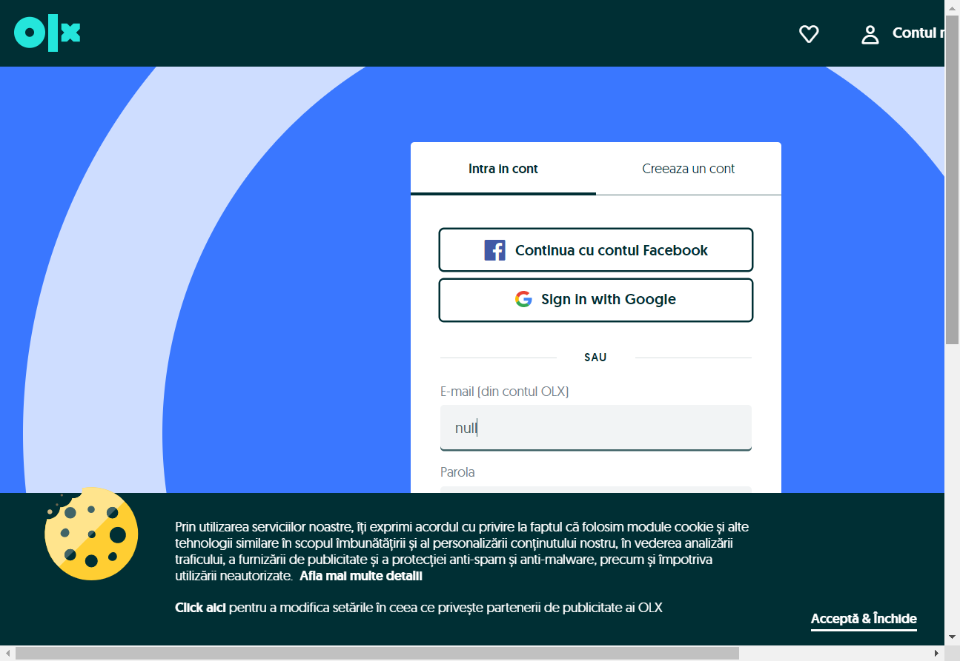 olx
Contul
Intra in cont
Creeaza un cont
Continua cu contul Facebook
Sign in with Google
SAU
E-mail (din contul OLX)
null
Parola
Prin utilizarea serviciilor noastre, îți exprimi acordul cu privire la faptul că folosim module cookie și alte
tehnologii similare în scopul îmbunătățirii și al personalizării conținutului nostru, în vederea analizării
traficului, a furnizării de publicitate și a protecției anti-spam și anti-malware, precum și împotriva
utilizării neautorizate. Afla mai multe detalii
Click aici pentru a modifica setările în ceea ce privește partenerii de publicitate ai OLX
Acceptă & Închide